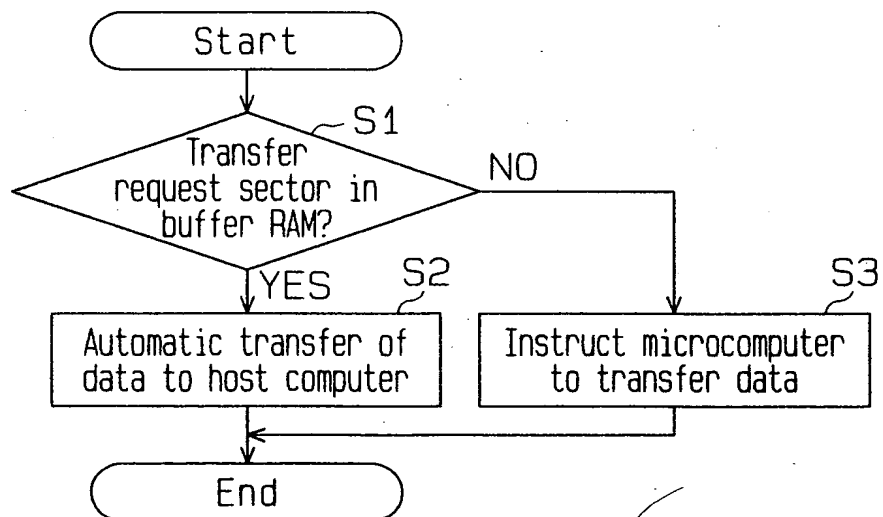 Start
S1
Transfer
request sector in
buffer RAM?
NO
YES
S2
Automatic transfer of
data to host computer
S3
Instruct microcomputer
to transfer data
End